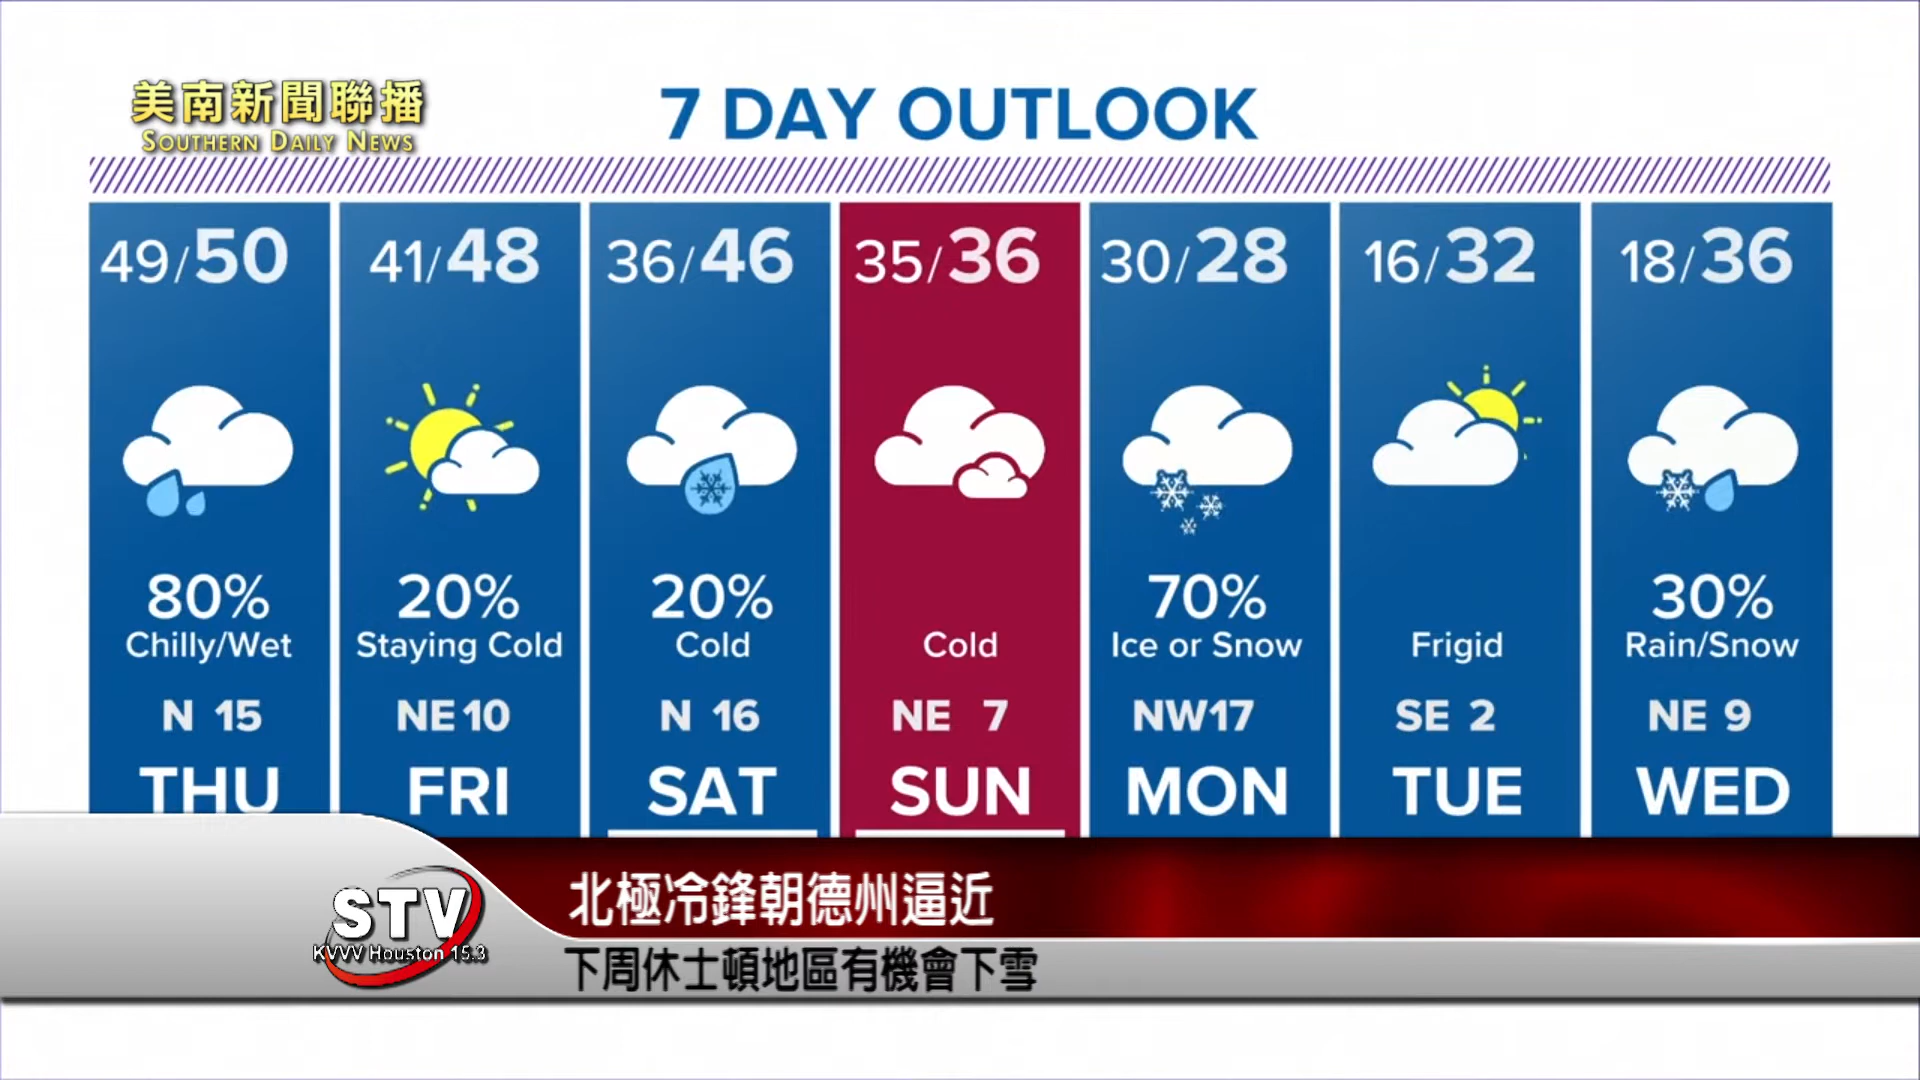 美南新聞聯播
SOUTHERN DAILY NEWS
7 DAY OUTLOOK
49/50 41/48 36/46 35/36 30/28 16/32 18/36
80% 20% 20% 70% 30%
Chilly/Wet Staying Cold Cold Cold Ice or Snow Frigid Rain/Snow
N 15 NE 10 N 16 NE 7 NW 17 SE 2 NE 9
THU FRI SAT SUN MON TUE WED
STV
KVVV Houston 15.3
北極冷鋒朝德州逼近
下周休士頓地區有機會下雪